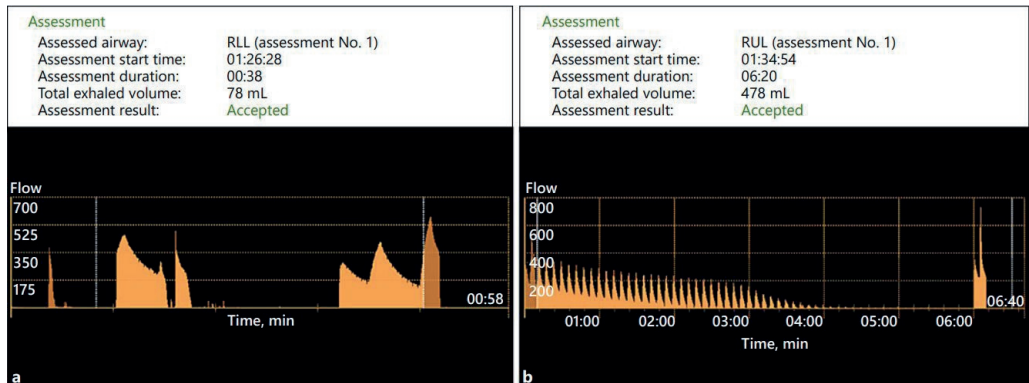 Assessment
Assessed airway: RLL (assessment No. 1)
Assessment start time: 01:26:28
Assessment duration: 00:38
Total exhaled volume: 78 mL
Assessment result: Accepted
Flow
700
525
350
175
00:58
Time, min
a
Assessment
Assessed airway: RUL (assessment No. 1)
Assessment start time: 01:34:54
Assessment duration: 06:20
Total exhaled volume: 478 mL
Assessment result: Accepted
Flow
800
600
400
200
06:40
01:00 02:00 03:00 04:00 05:00 06:00
Time, min
b